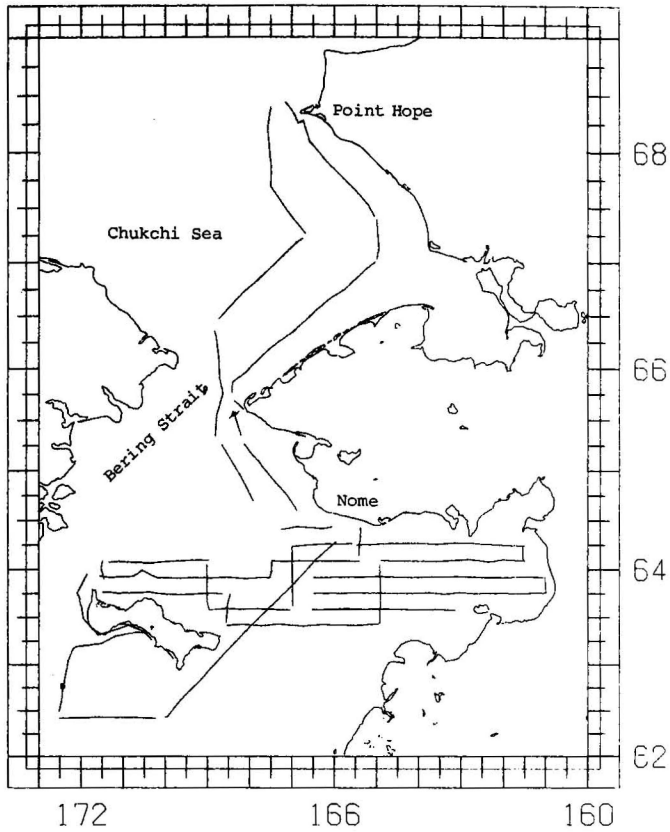 Point Hope
68
Chukchi Sea
66
Bering Strait
Nome
64
62
172 166 160